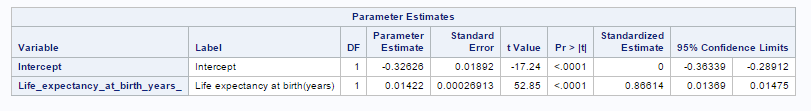 Parameter Estimates
Variable Label DF Parameter Estimate Standard Error t Value Pr > |t| Standardized Estimate 95% Confidence Limits
Intercept Intercept 1 -0.32626 0.01892 -17.24 <.0001 0 -0.36339 -0.28912
Life_expectancy_at_birth_years_ Life expectancy at birth(years) 1 0.01422 0.00026913 52.85 <.0001 0.86614 0.01369 0.01475